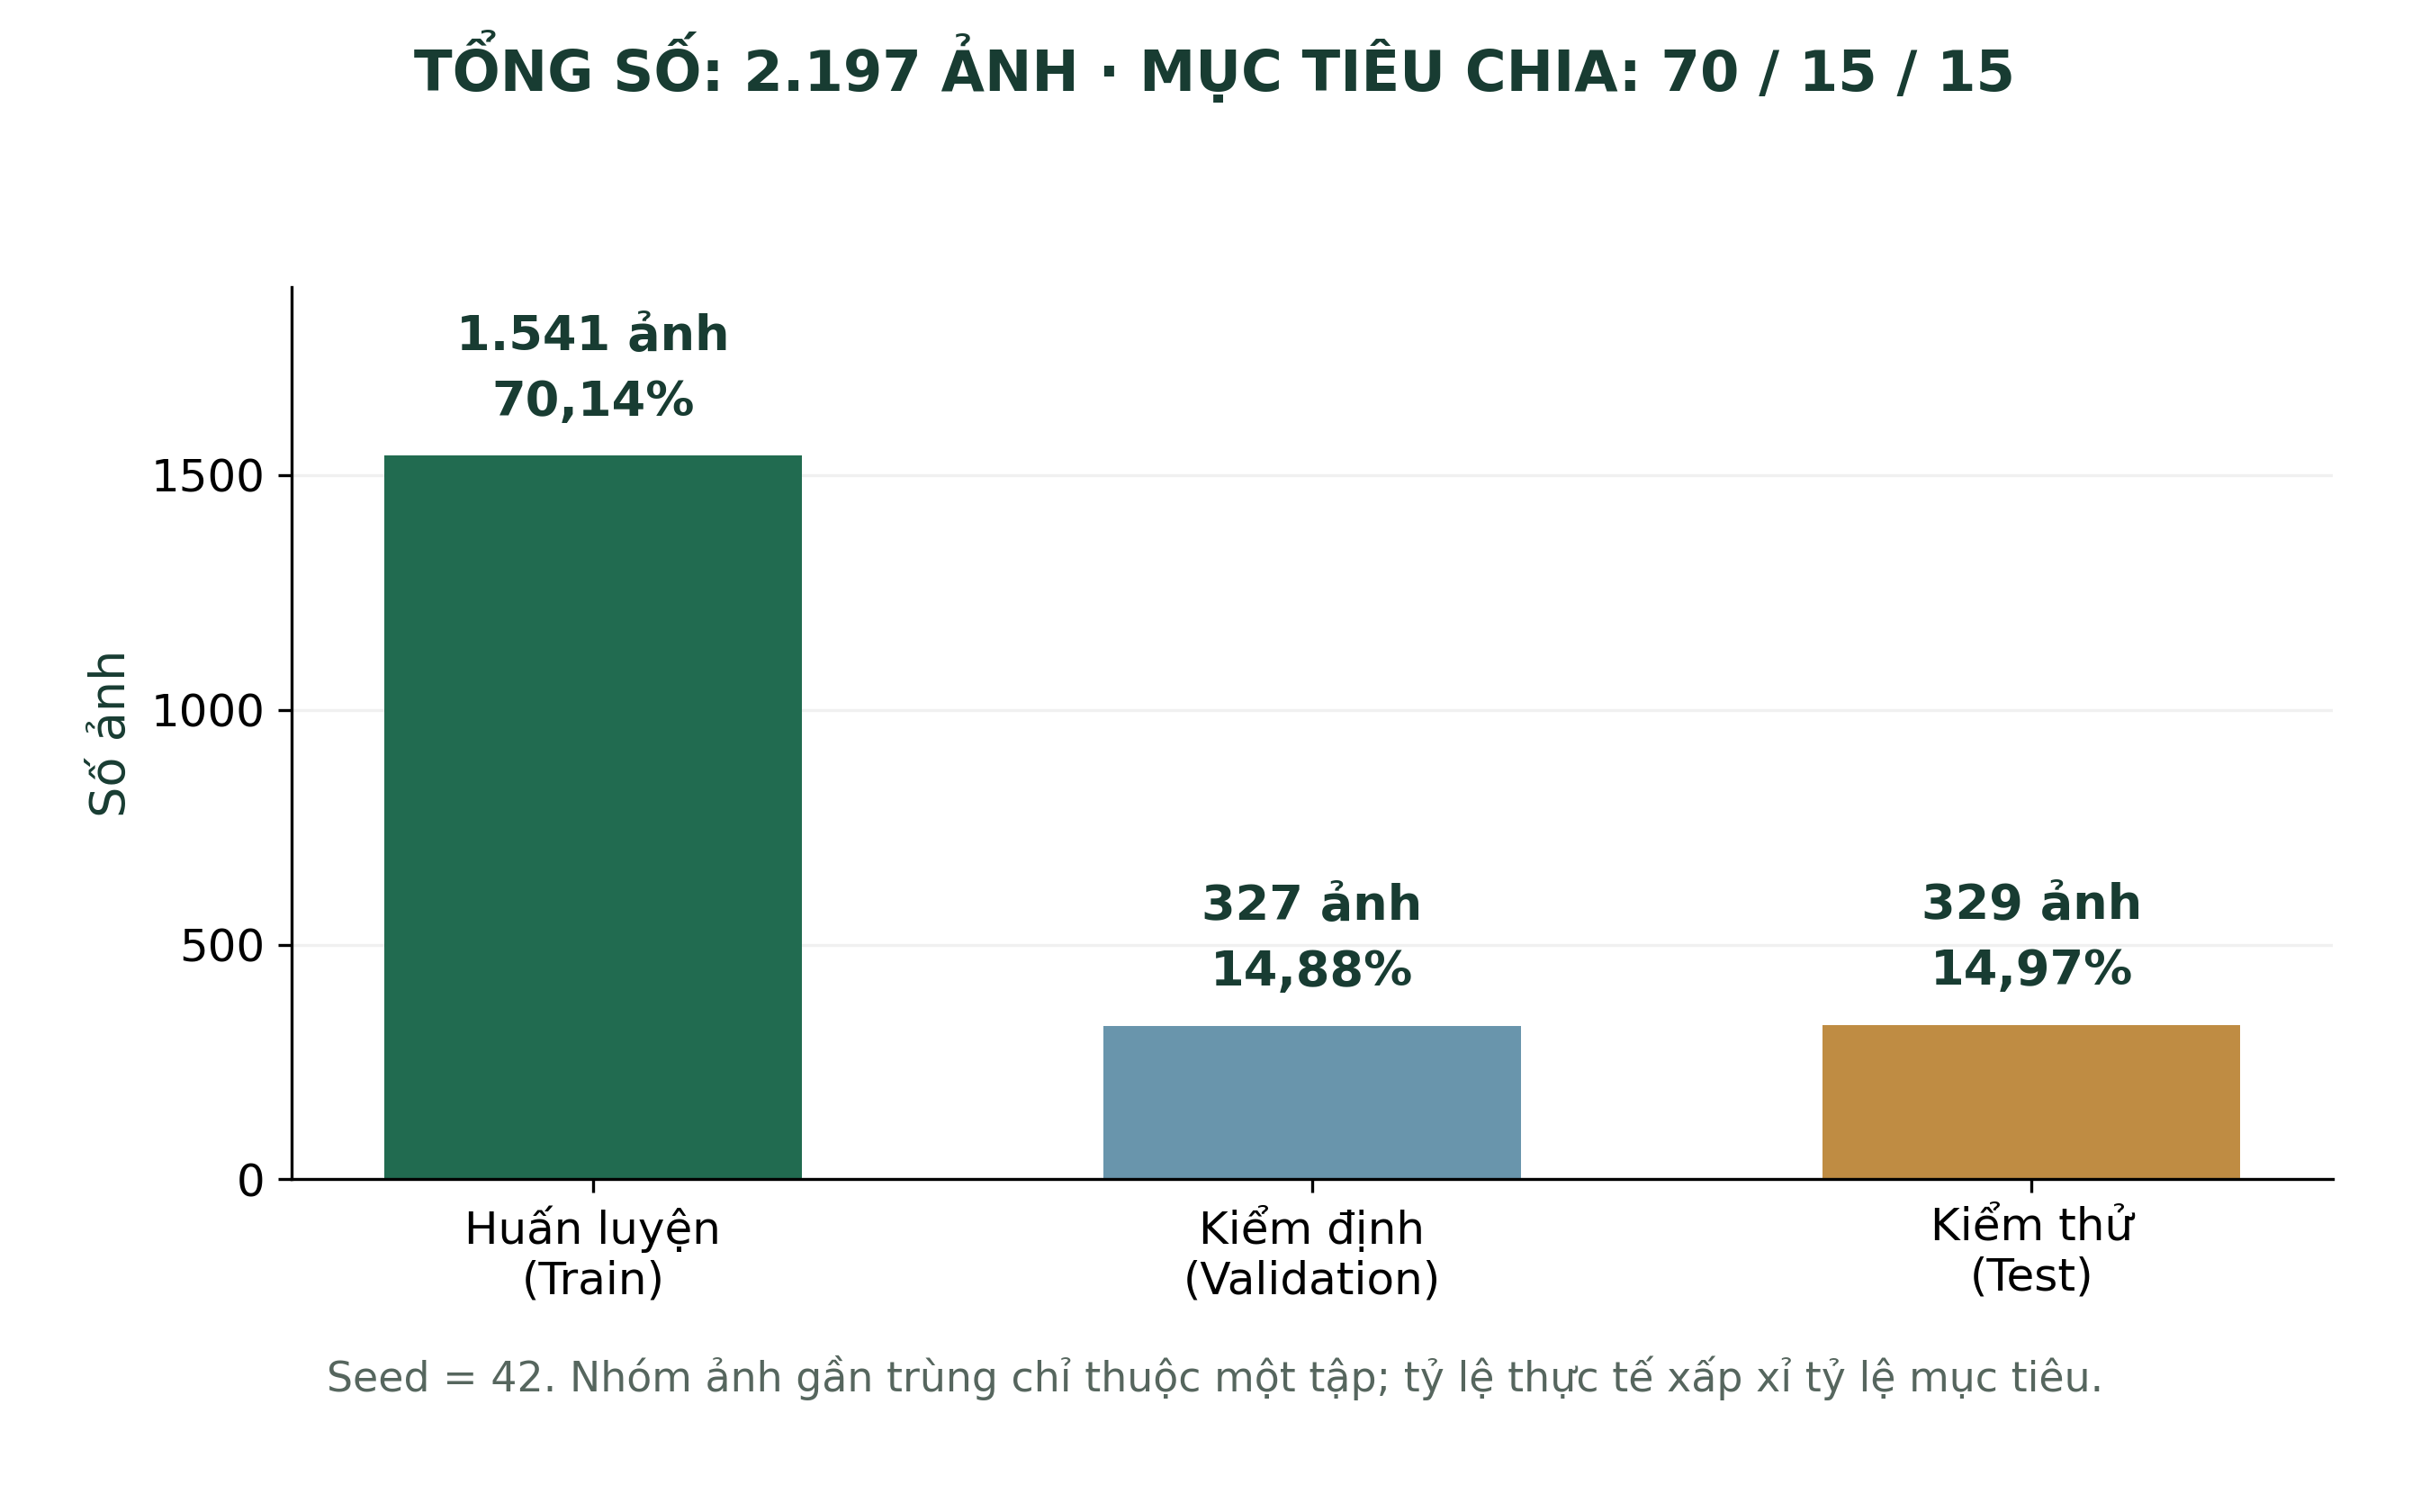 TỔNG SỐ: 2.197 ẢNH · MỤC TIÊU CHIA: 70 / 15 / 15
1.541 ảnh
70,14%
1500
1000
500
0
Số ảnh
327 ảnh
14,88%
329 ảnh
14,97%
Huấn luyện
(Train)
Kiểm định
(Validation)
Kiểm thử
(Test)
Seed = 42. Nhóm ảnh gần trùng chỉ thuộc một tập; tỷ lệ thực tế xấp xỉ tỷ lệ mục tiêu.